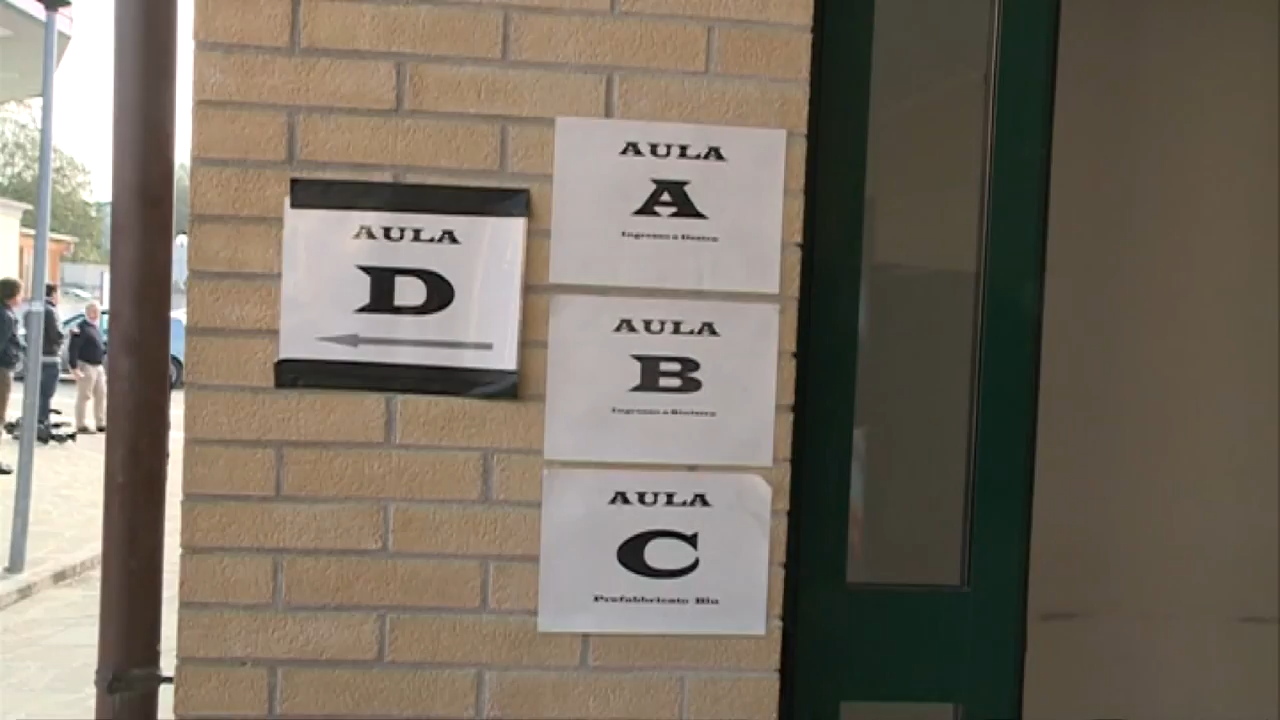 AULA
D
AULA
A
Ingresso a Destra
AULA
B
Ingresso a Sinistra
AULA
C
Prefabbricato Blu